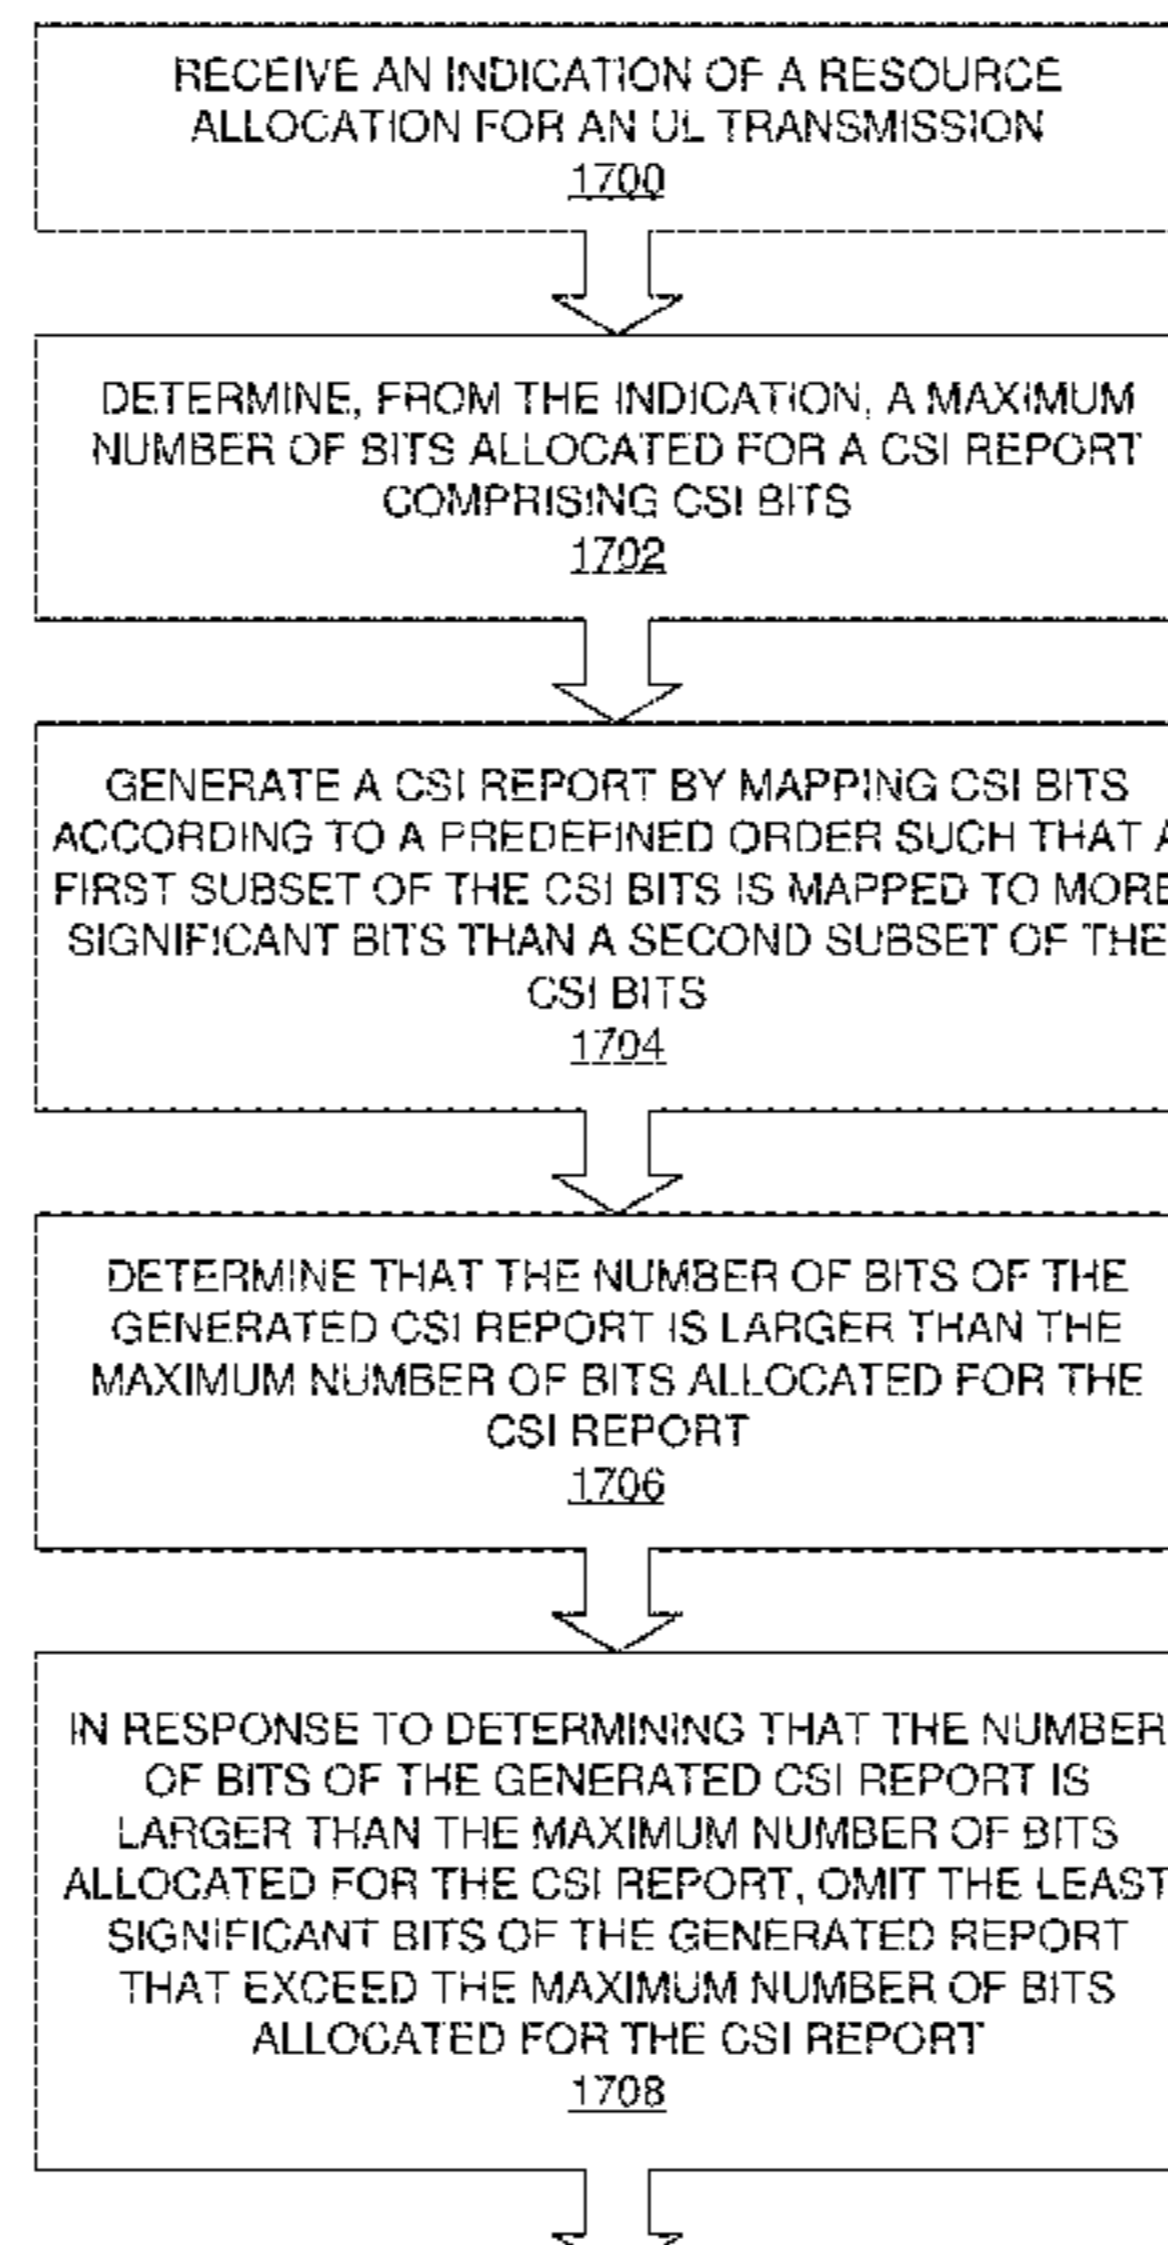 RECEIVE AN INDICATION OF A RESOURCE
ALLOCATION FOR AN UL TRANSMISSION
1700
DETERMINE, FROM THE INDICATION, A MAXIMUM
NUMBER OF BITS ALLOCATED FOR A CSI REPORT
COMPRISING CSI BITS
1702
GENERATE A CSI REPORT BY MAPPING CSI BITS
ACCORDING TO A PREDEFINED ORDER SUCH THAT A
FIRST SUBSET OF THE CSI BITS IS MAPPED TO MORE
SIGNIFICANT BITS THAN A SECOND SUBSET OF THE
CSI BITS
1704
DETERMINE THAT THE NUMBER OF BITS OF THE
GENERATED CSI REPORT IS LARGER THAN THE
MAXIMUM NUMBER OF BITS ALLOCATED FOR THE
CSI REPORT
1706
IN RESPONSE TO DETERMINING THAT THE NUMBER
OF BITS OF THE GENERATED CSI REPORT IS
LARGER THAN THE MAXIMUM NUMBER OF BITS
ALLOCATED FOR THE CSI REPORT, OMIT THE LEAST
SIGNIFICANT BITS OF THE GENERATED REPORT
THAT EXCEED THE MAXIMUM NUMBER OF BITS
ALLOCATED FOR THE CSI REPORT
1708